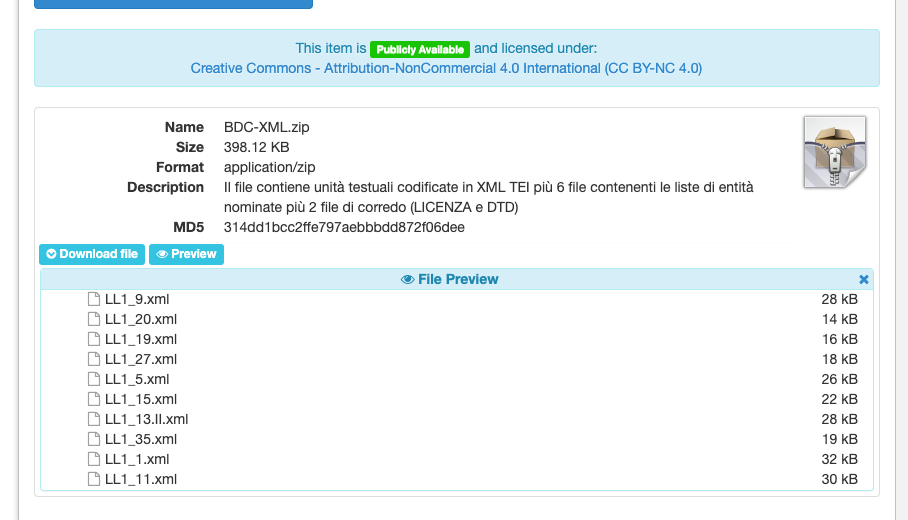 This item is Publicly Available and licensed under:
Creative Commons - Attribution-NonCommercial 4.0 International (CC BY-NC 4.0)
Name BDC-XML.zip
Size 398.12 KB
Format application/zip
Description Il file contiene unità testuali codificate in XML TEI più 6 file contenenti le liste di entità
nominate più 2 file di corredo (LICENZA e DTD)
MD5 314dd1bcc2ffe797aebbbdd872f06dee
Download file Preview
File Preview
LL1_9.xml 28 kB
LL1_20.xml 14 kB
LL1_19.xml 16 kB
LL1_27.xml 18 kB
LL1_5.xml 26 kB
LL1_15.xml 22 kB
LL1_13.II.xml 28 kB
LL1_35.xml 19 kB
LL1_1.xml 32 kB
LL1_11.xml 30 kB